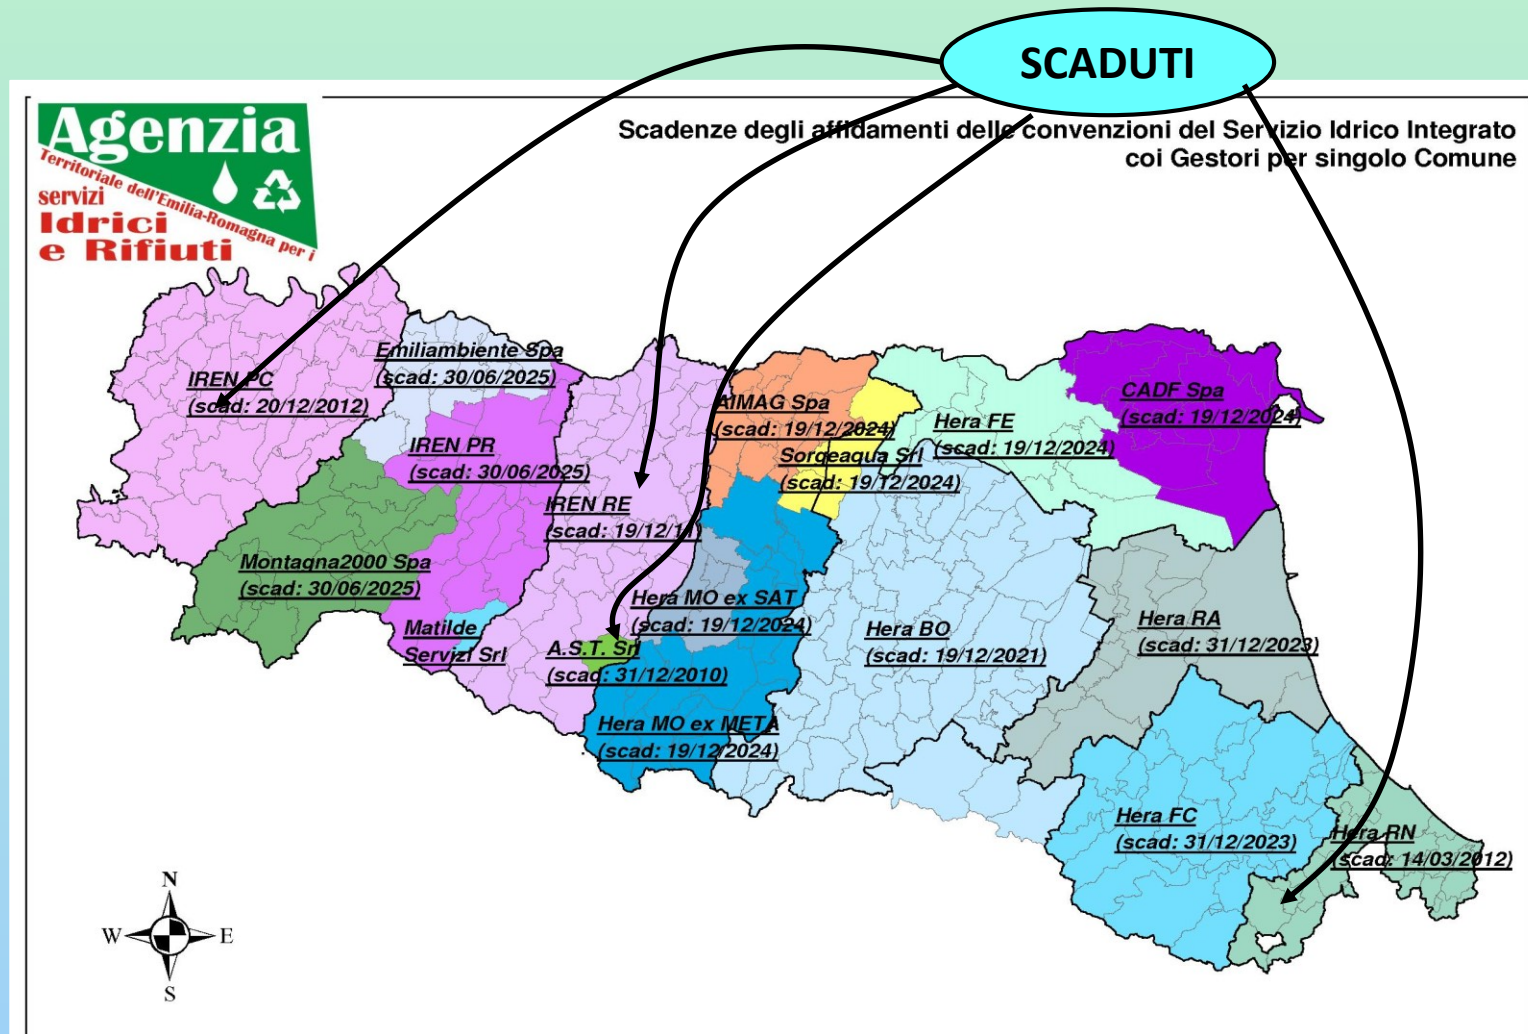 SCADUTI
Agenzia
Territoriale dell'Emilia-Romagna per i
servizi
Idrici
e Rifiuti
Scadenze degli affidamenti delle convenzioni del Servizio Idrico Integrato
coi Gestori per singolo Comune
Emiliambiente Spa
(scad: 30/06/2025)
IREN PC
(scad: 20/12/2012)
AIMAG Spa
(scad: 19/12/2024)
CADF Spa
(scad: 19/12/2024)
Hera FE
(scad: 19/12/2024)
IREN PR
(scad: 30/06/2025)
Sorgeaqua Srl
(scad: 19/12/2024)
IREN RE
(scad: 19/12/11)
Montagna2000 Spa
(scad: 30/06/2025)
Hera MO ex SAT
(scad: 19/12/2024)
Matilde
Servizi Srl
Hera BO
(scad: 19/12/2021)
Hera RA
(scad: 31/12/2023)
A.S.T. Srl
(scad: 31/12/2010)
Hera MO ex META
(scad: 19/12/2024)
Hera FC
(scad: 31/12/2023)
Hera RN
(scad: 14/03/2012)
N
W E
S